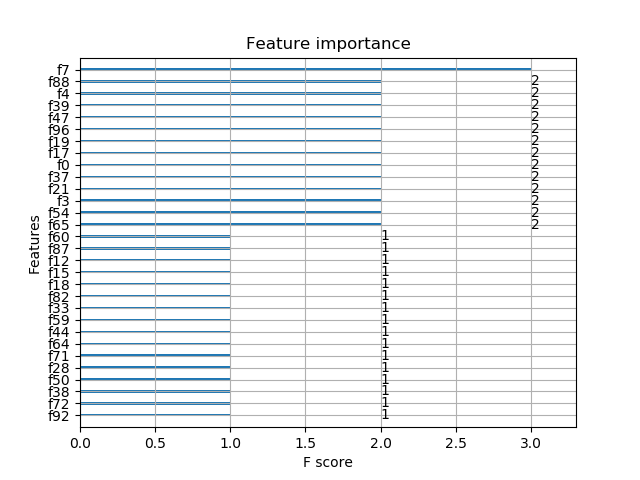 Feature importance
f7
f88 2
f4 2
f39 2
f47 2
f96 2
f19 2
f17 2
f0 2
f37 2
f21 2
f3 2
f54 2
f65 2
f60 1
f87 1
f12 1
f15 1
f18 1
f82 1
f33 1
f59 1
f44 1
f64 1
f71 1
f28 1
f50 1
f38 1
f72 1
f92 1
Features
0.0 0.5 1.0 1.5 2.0 2.5 3.0
F score